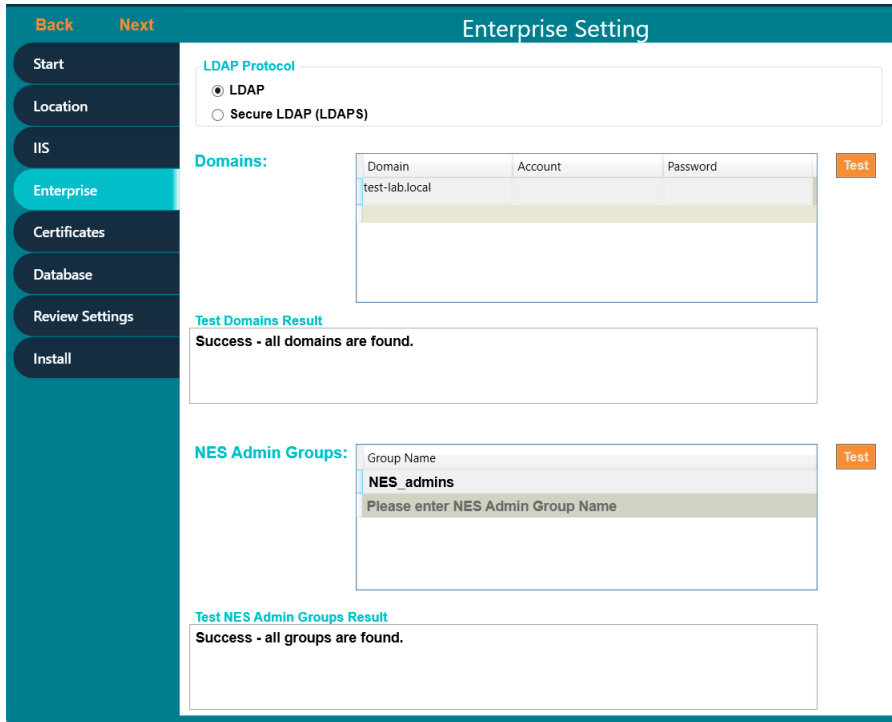 Back Next
Enterprise Setting
Start
Location
IIS
Enterprise
Certificates
Database
Review Settings
Install
LDAP Protocol
LDAP
Secure LDAP (LDAPS)
Domains:
Domain Account Password
test-lab.local
Test
Test Domains Result
Success - all domains are found.
NES Admin Groups:
Group Name
NES_admins
Please enter NES Admin Group Name
Test
Test NES Admin Groups Result
Success - all groups are found.